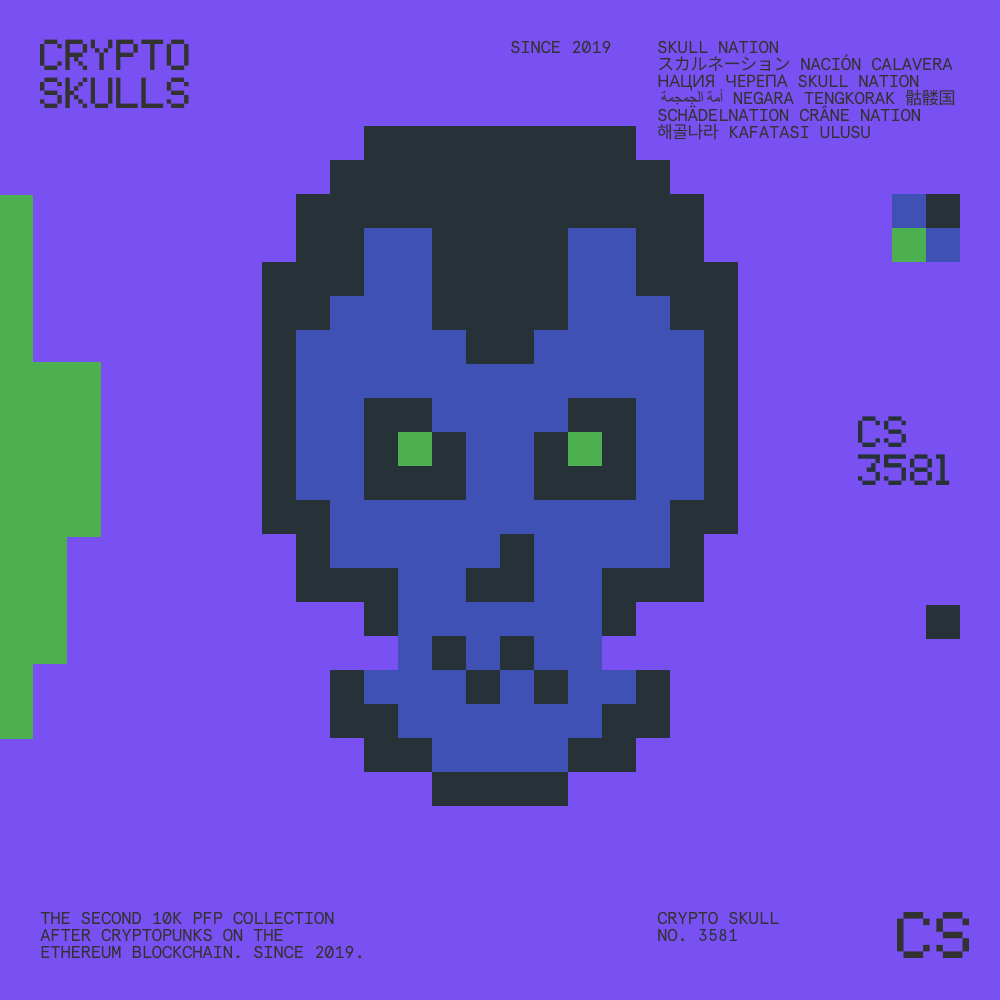 CRYPTO
SKULLS
SINCE 2019
SKULL NATION
スカルネーション NACIÓN CALAVERA
НАЦИЯ ЧЕРЕПА SKULL NATION
أمة الجمجمة NEGARA TENGKORAK 骷髅国
SCHÄDELNATION CRÂNE NATION
해골나라 KAFATASI ULUSU
CS
3581
THE SECOND 10K PFP COLLECTION
AFTER CRYPTOPUNKS ON THE
ETHEREUM BLOCKCHAIN. SINCE 2019.
CRYPTO SKULL
NO. 3581
CS